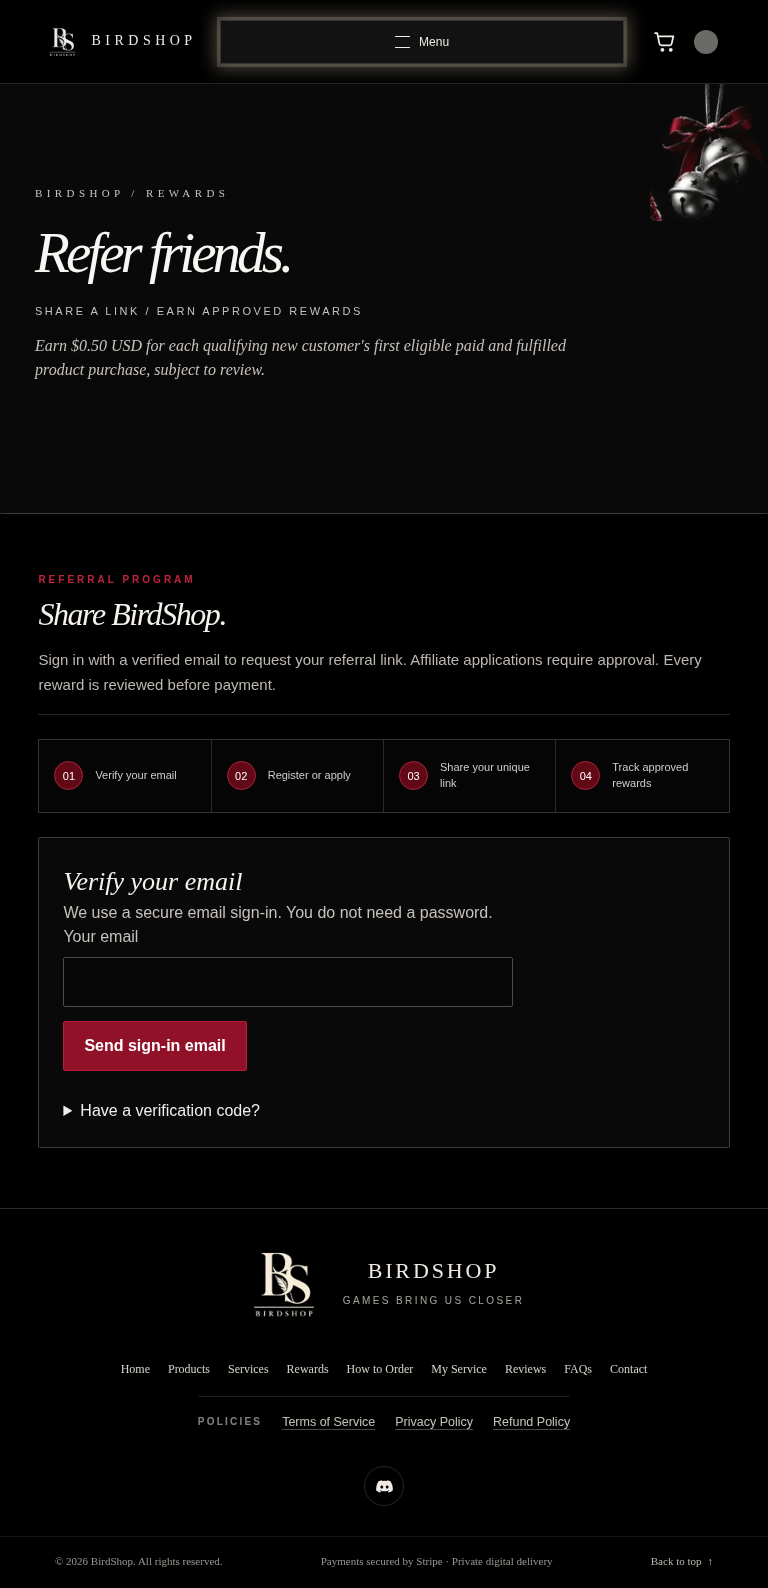 BS
BIRDSHOP
BIRDSHOP
Menu
BIRDSHOP / REWARDS
Refer friends.
SHARE A LINK / EARN APPROVED REWARDS
Earn $0.50 USD for each qualifying new customer's first eligible paid and fulfilled
product purchase, subject to review.
REFERRAL PROGRAM
Share BirdShop.
Sign in with a verified email to request your referral link. Affiliate applications require approval. Every
reward is reviewed before payment.
01 Verify your email
02 Register or apply
03 Share your unique
link
04 Track approved
rewards
Verify your email
We use a secure email sign-in. You do not need a password.
Your email
Send sign-in email
Have a verification code?
BS
BIRDSHOP
BIRDSHOP
GAMES BRING US CLOSER
Home Products Services Rewards How to Order My Service Reviews FAQs Contact
POLICIES Terms of Service Privacy Policy Refund Policy
© 2026 BirdShop. All rights reserved. Payments secured by Stripe · Private digital delivery Back to top ↑